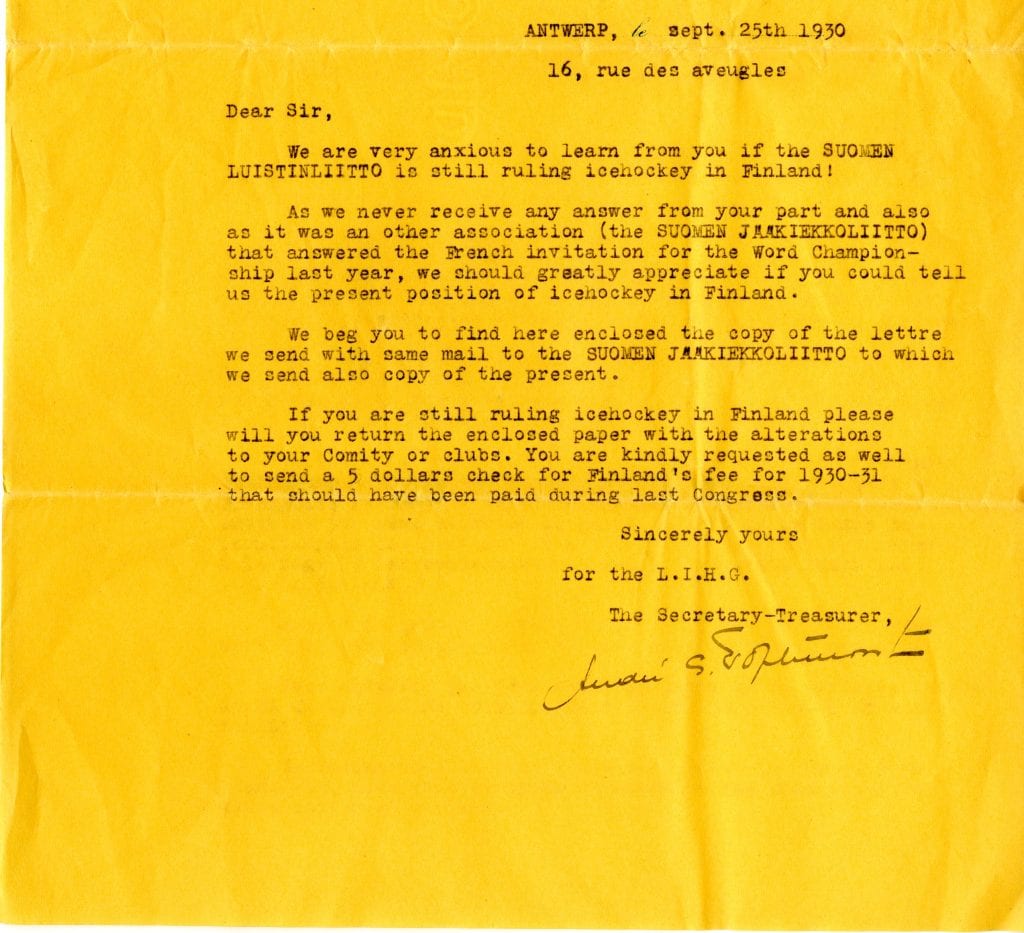 ANTWERP, le sept. 25th 1930
16, rue des aveugles
Dear Sir,
We are very anxious to learn from you if the SUOMEN
LUISTINLIITTO is still ruling icehockey in Finland!
As we never receive any answer from your part and also
as it was an other association (the SUOMEN JAAKIEKKOLIITTO)
that answered the French invitation for the Word Champion-
ship last year, we should greatly appreciate if you could tell
us the present position of icehockey in Finland.
We beg you to find here enclosed the copy of the lettre
we send with same mail to the SUOMEN JAAKIEKKOLIITTO to which
we send also copy of the present.
If you are still ruling icehockey in Finland please
will you return the enclosed paper with the alterations
to your Comity or clubs. You are kindly requested as well
to send a 5 dollars check for Finland's fee for 1930-31
that should have been paid during last Congress.
Sincerely yours
for the L.I.H.G.
The Secretary-Treasurer,